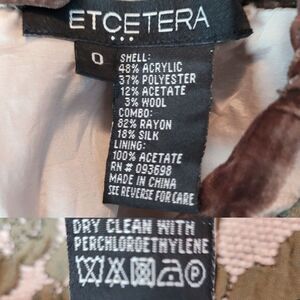 ETCETERA
0
SHELL:
48% ACRYLIC
37% POLYESTER
12% ACETATE
3% WOOL
COMBO:
82% RAYON
18% SILK
LINING:
100% ACETATE
RN # 093698
MADE IN CHINA
SEE REVERSE FOR CARE
DRY CLEAN WITH
PERCHLOROETHYLENE
P